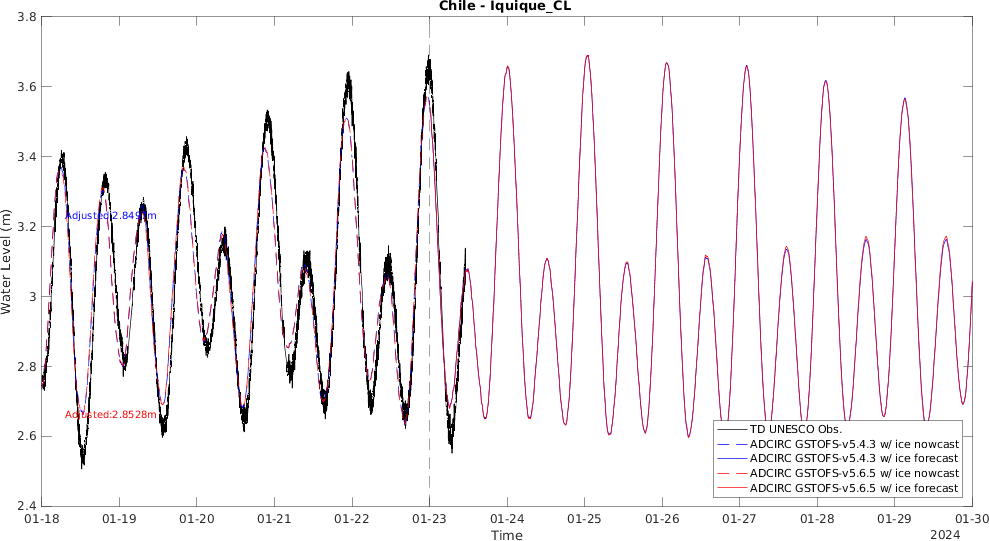 Chile - Iquique_CL
3.8
3.6
3.4
3.2
3
2.8
2.6
2.4
Water Level (m)
Adjusted:2.8528m
TD UNESCO Obs.
ADCIRC GSTOFS-v5.4.3 w/ ice nowcast
ADCIRC GSTOFS-v5.4.3 w/ ice forecast
ADCIRC GSTOFS-v5.6.5 w/ ice nowcast
ADCIRC GSTOFS-v5.6.5 w/ ice forecast
01-18 01-19 01-20 01-21 01-22 01-23 01-24 01-25 01-26 01-27 01-28 01-29 01-30
Time
2024